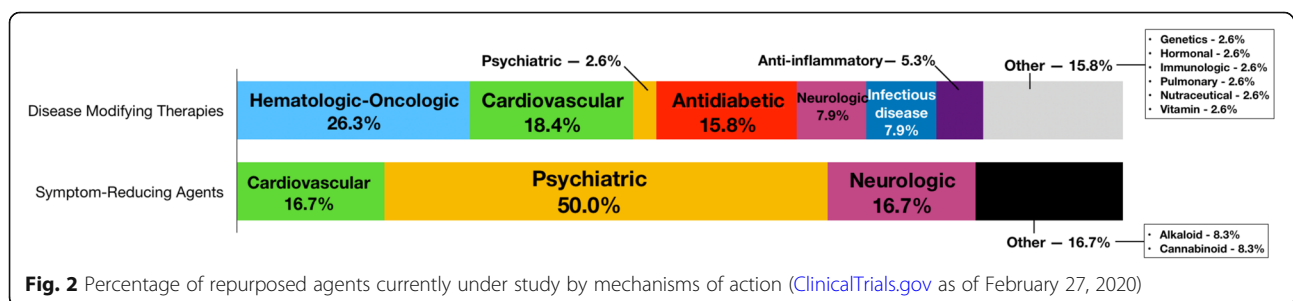 Psychiatric — 2.6%
Anti-inflammatory— 5.3%
Other — 15.8%
• Genetics - 2.6%
• Hormonal - 2.6%
• Immunologic - 2.6%
• Pulmonary - 2.6%
• Nutraceutical - 2.6%
• Vitamin - 2.6%
Disease Modifying Therapies
Hematologic-Oncologic
26.3%
Cardiovascular
18.4%
Antidiabetic
15.8%
Neurologic
7.9%
Infectious
disease
7.9%
Symptom-Reducing Agents
Cardiovascular
16.7%
Psychiatric
50.0%
Neurologic
16.7%
Other — 16.7%
• Alkaloid - 8.3%
• Cannabinoid - 8.3%
Fig. 2 Percentage of repurposed agents currently under study by mechanisms of action (ClinicalTrials.gov as of February 27, 2020)